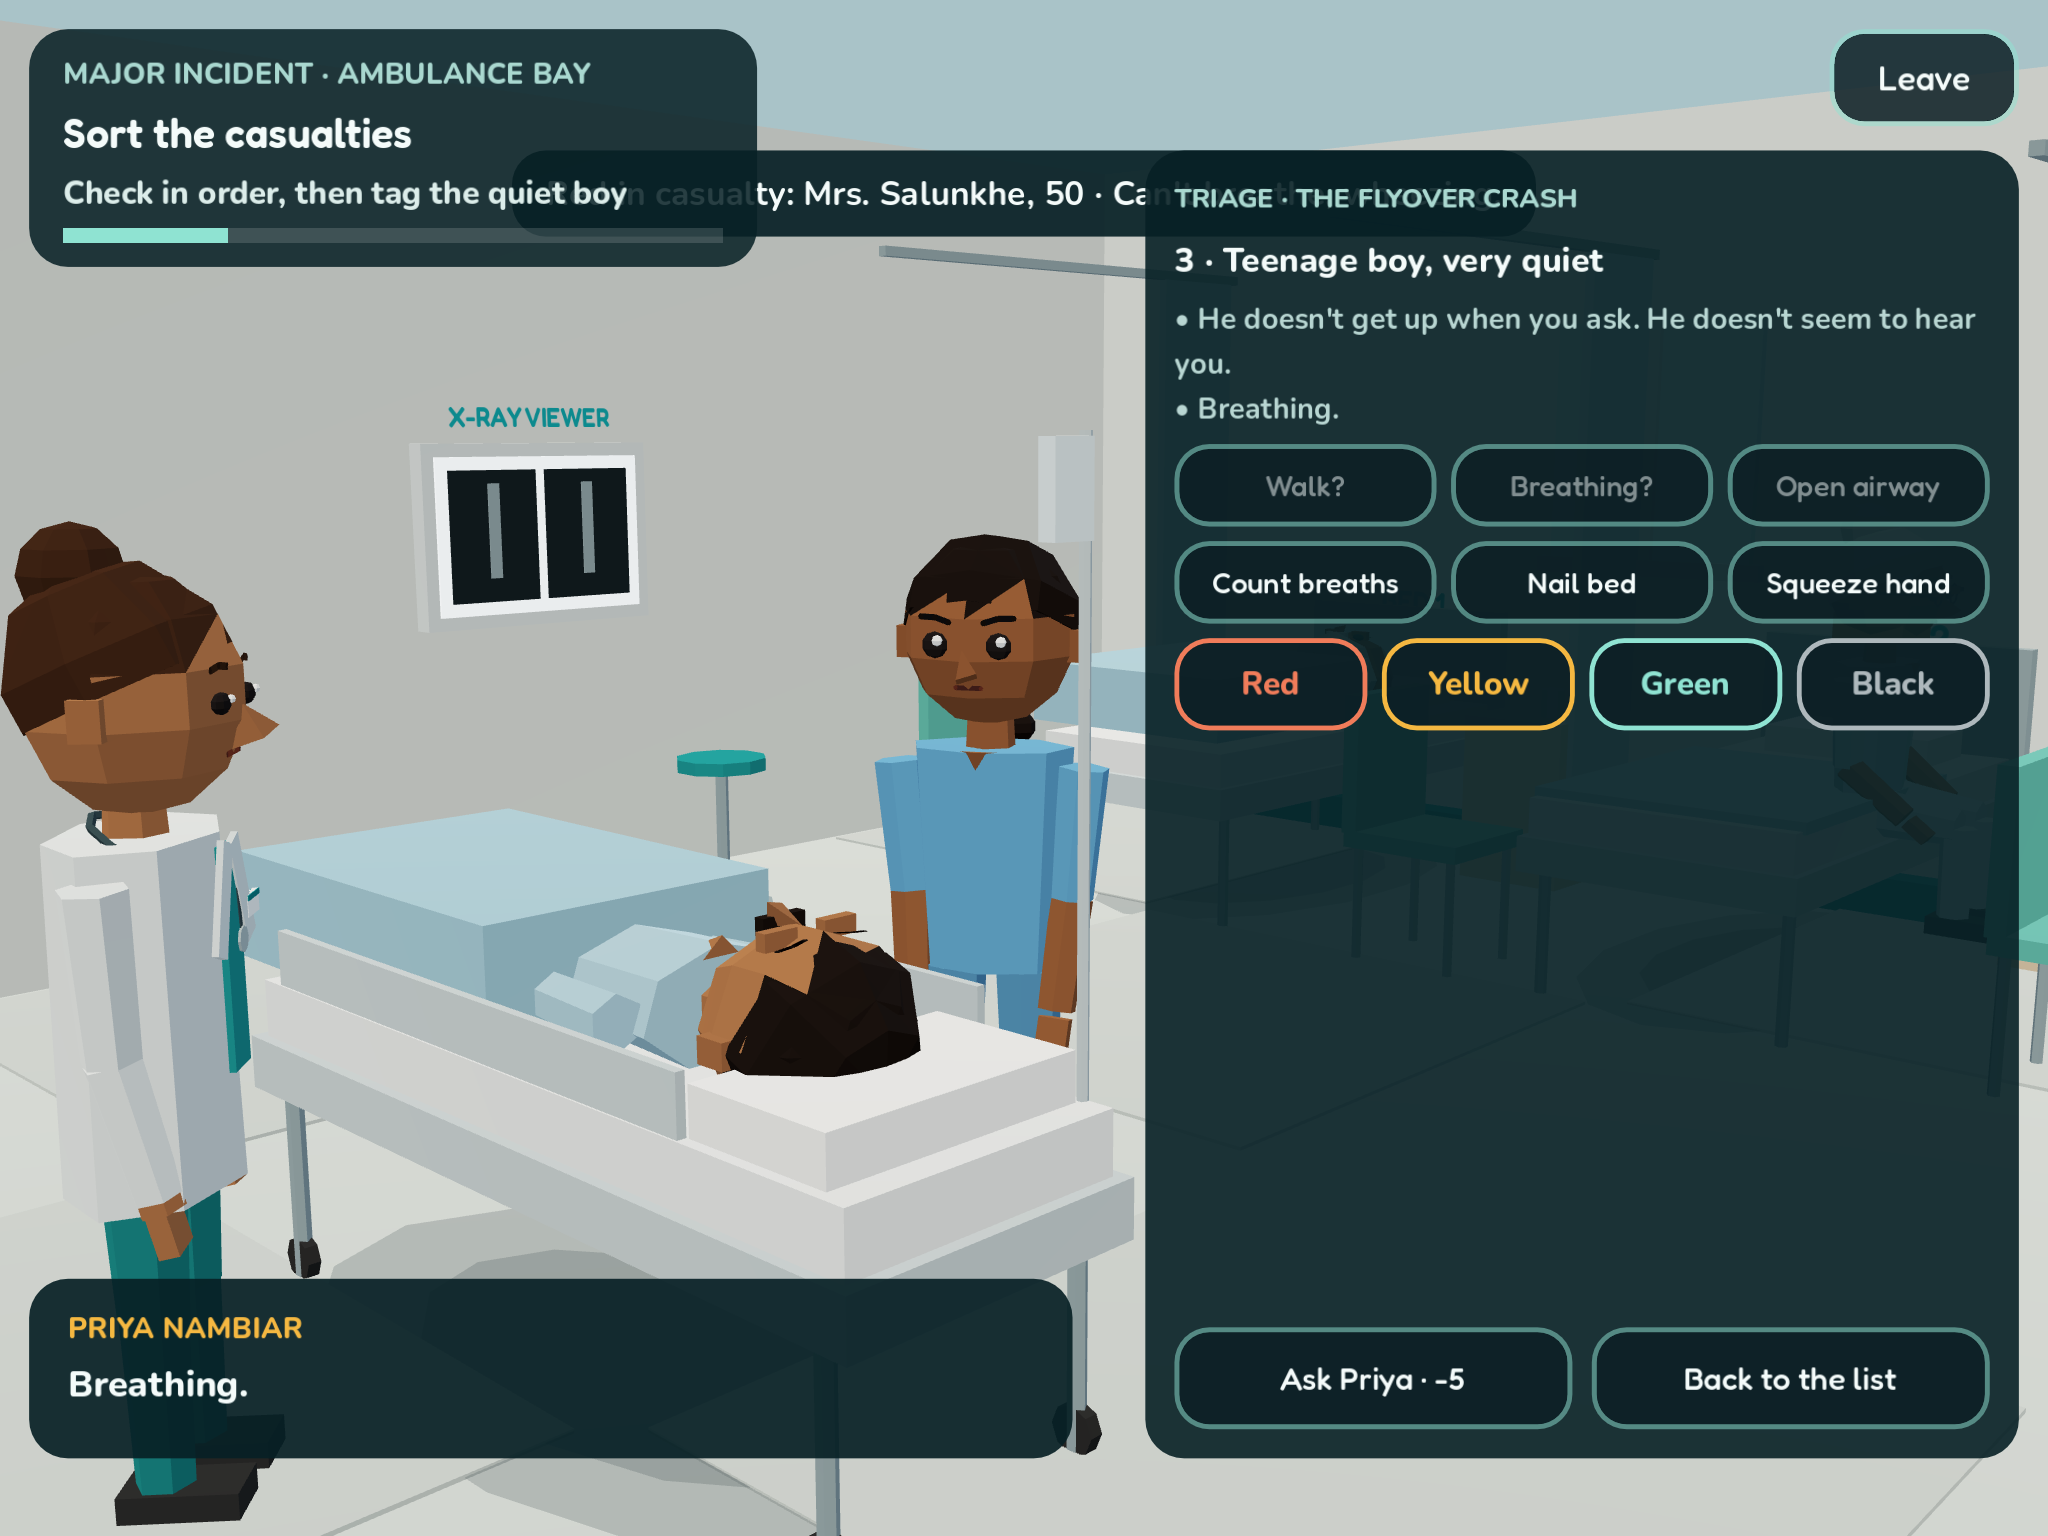 MAJOR INCIDENT · AMBULANCE BAY
Sort the casualties
Check in order, then tag the quiet boy
casualty: Mrs. Salunkhe, 50 ·
Leave
TRIAGE · THE FLYOVER CRASH
3 · Teenage boy, very quiet
• He doesn't get up when you ask. He doesn't seem to hear
you.
• Breathing.
Walk?
Breathing?
Open airway
Count breaths
Nail bed
Squeeze hand
Red
Yellow
Green
Black
X-RAY VIEWER
PRIYA NAMBIAR
Breathing.
Ask Priya · -5
Back to the list